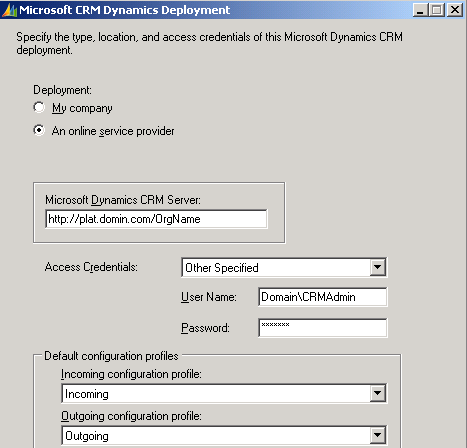 Microsoft CRM Dynamics Deployment
Specify the type, location, and access credentials of this Microsoft Dynamics CRM
deployment.
Deployment:
My company
An online service provider
Microsoft Dynamics CRM Server:
http://plat.domin.com/OrgName
Access Credentials: Other Specified
User Name: Domain\CRMAdmin
Password: xxxxxxx
Default configuration profiles
Incoming configuration profile:
Incoming
Outgoing configuration profile:
Outgoing